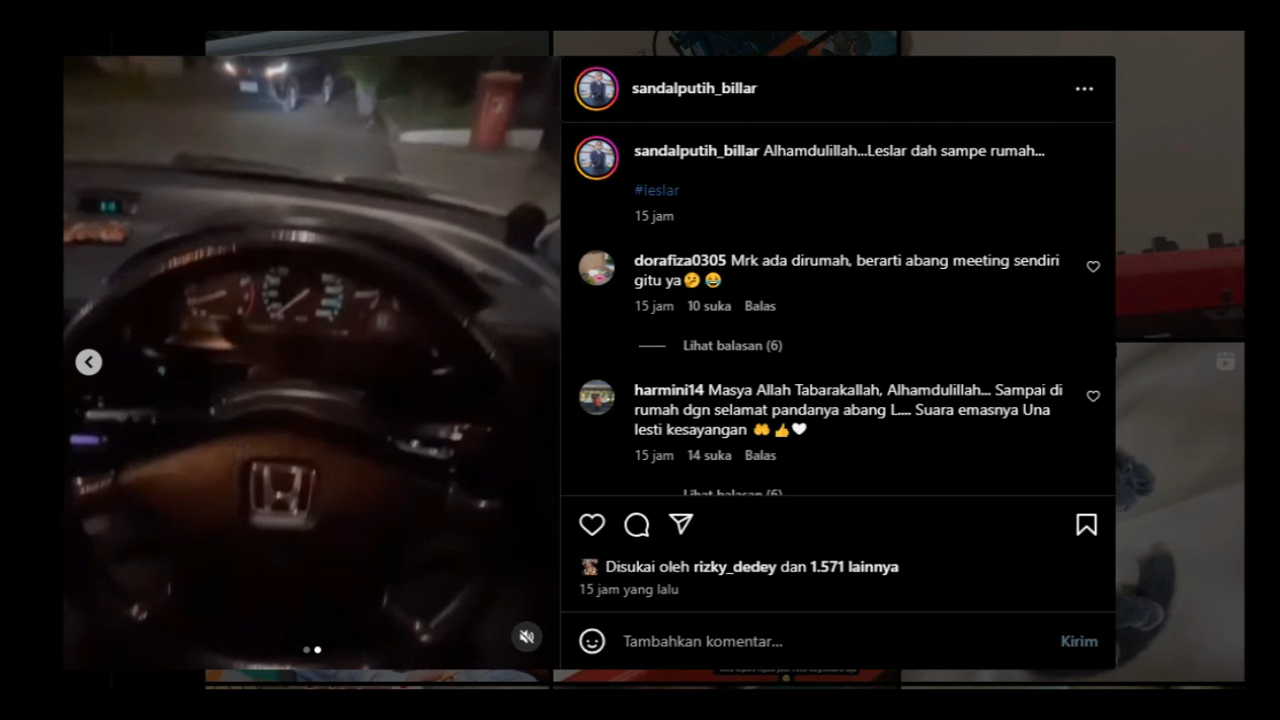 sandalputih_billar
sandalputih_billar Alhamdulillah...Leslar dah sampe rumah...
#leslar
15 jam
dorafiza0305 Mrk ada dirumah, berarti abang meeting sendiri
gitu ya🤔😂
15 jam 10 suka Balas
Lihat balasan (6)
harmini14 Masya Allah Tabarakallah, Alhamdulillah... Sampai di
rumah dgn selamat pandanya abang L.... Suara emasnya Una
lesti kesayangan 🤲👍🤍
15 jam 14 suka Balas
Lihat balasan (6)
Disukai oleh rizky_dedey dan 1.571 lainnya
15 jam yang lalu
Tambahkan komentar...
Kirim